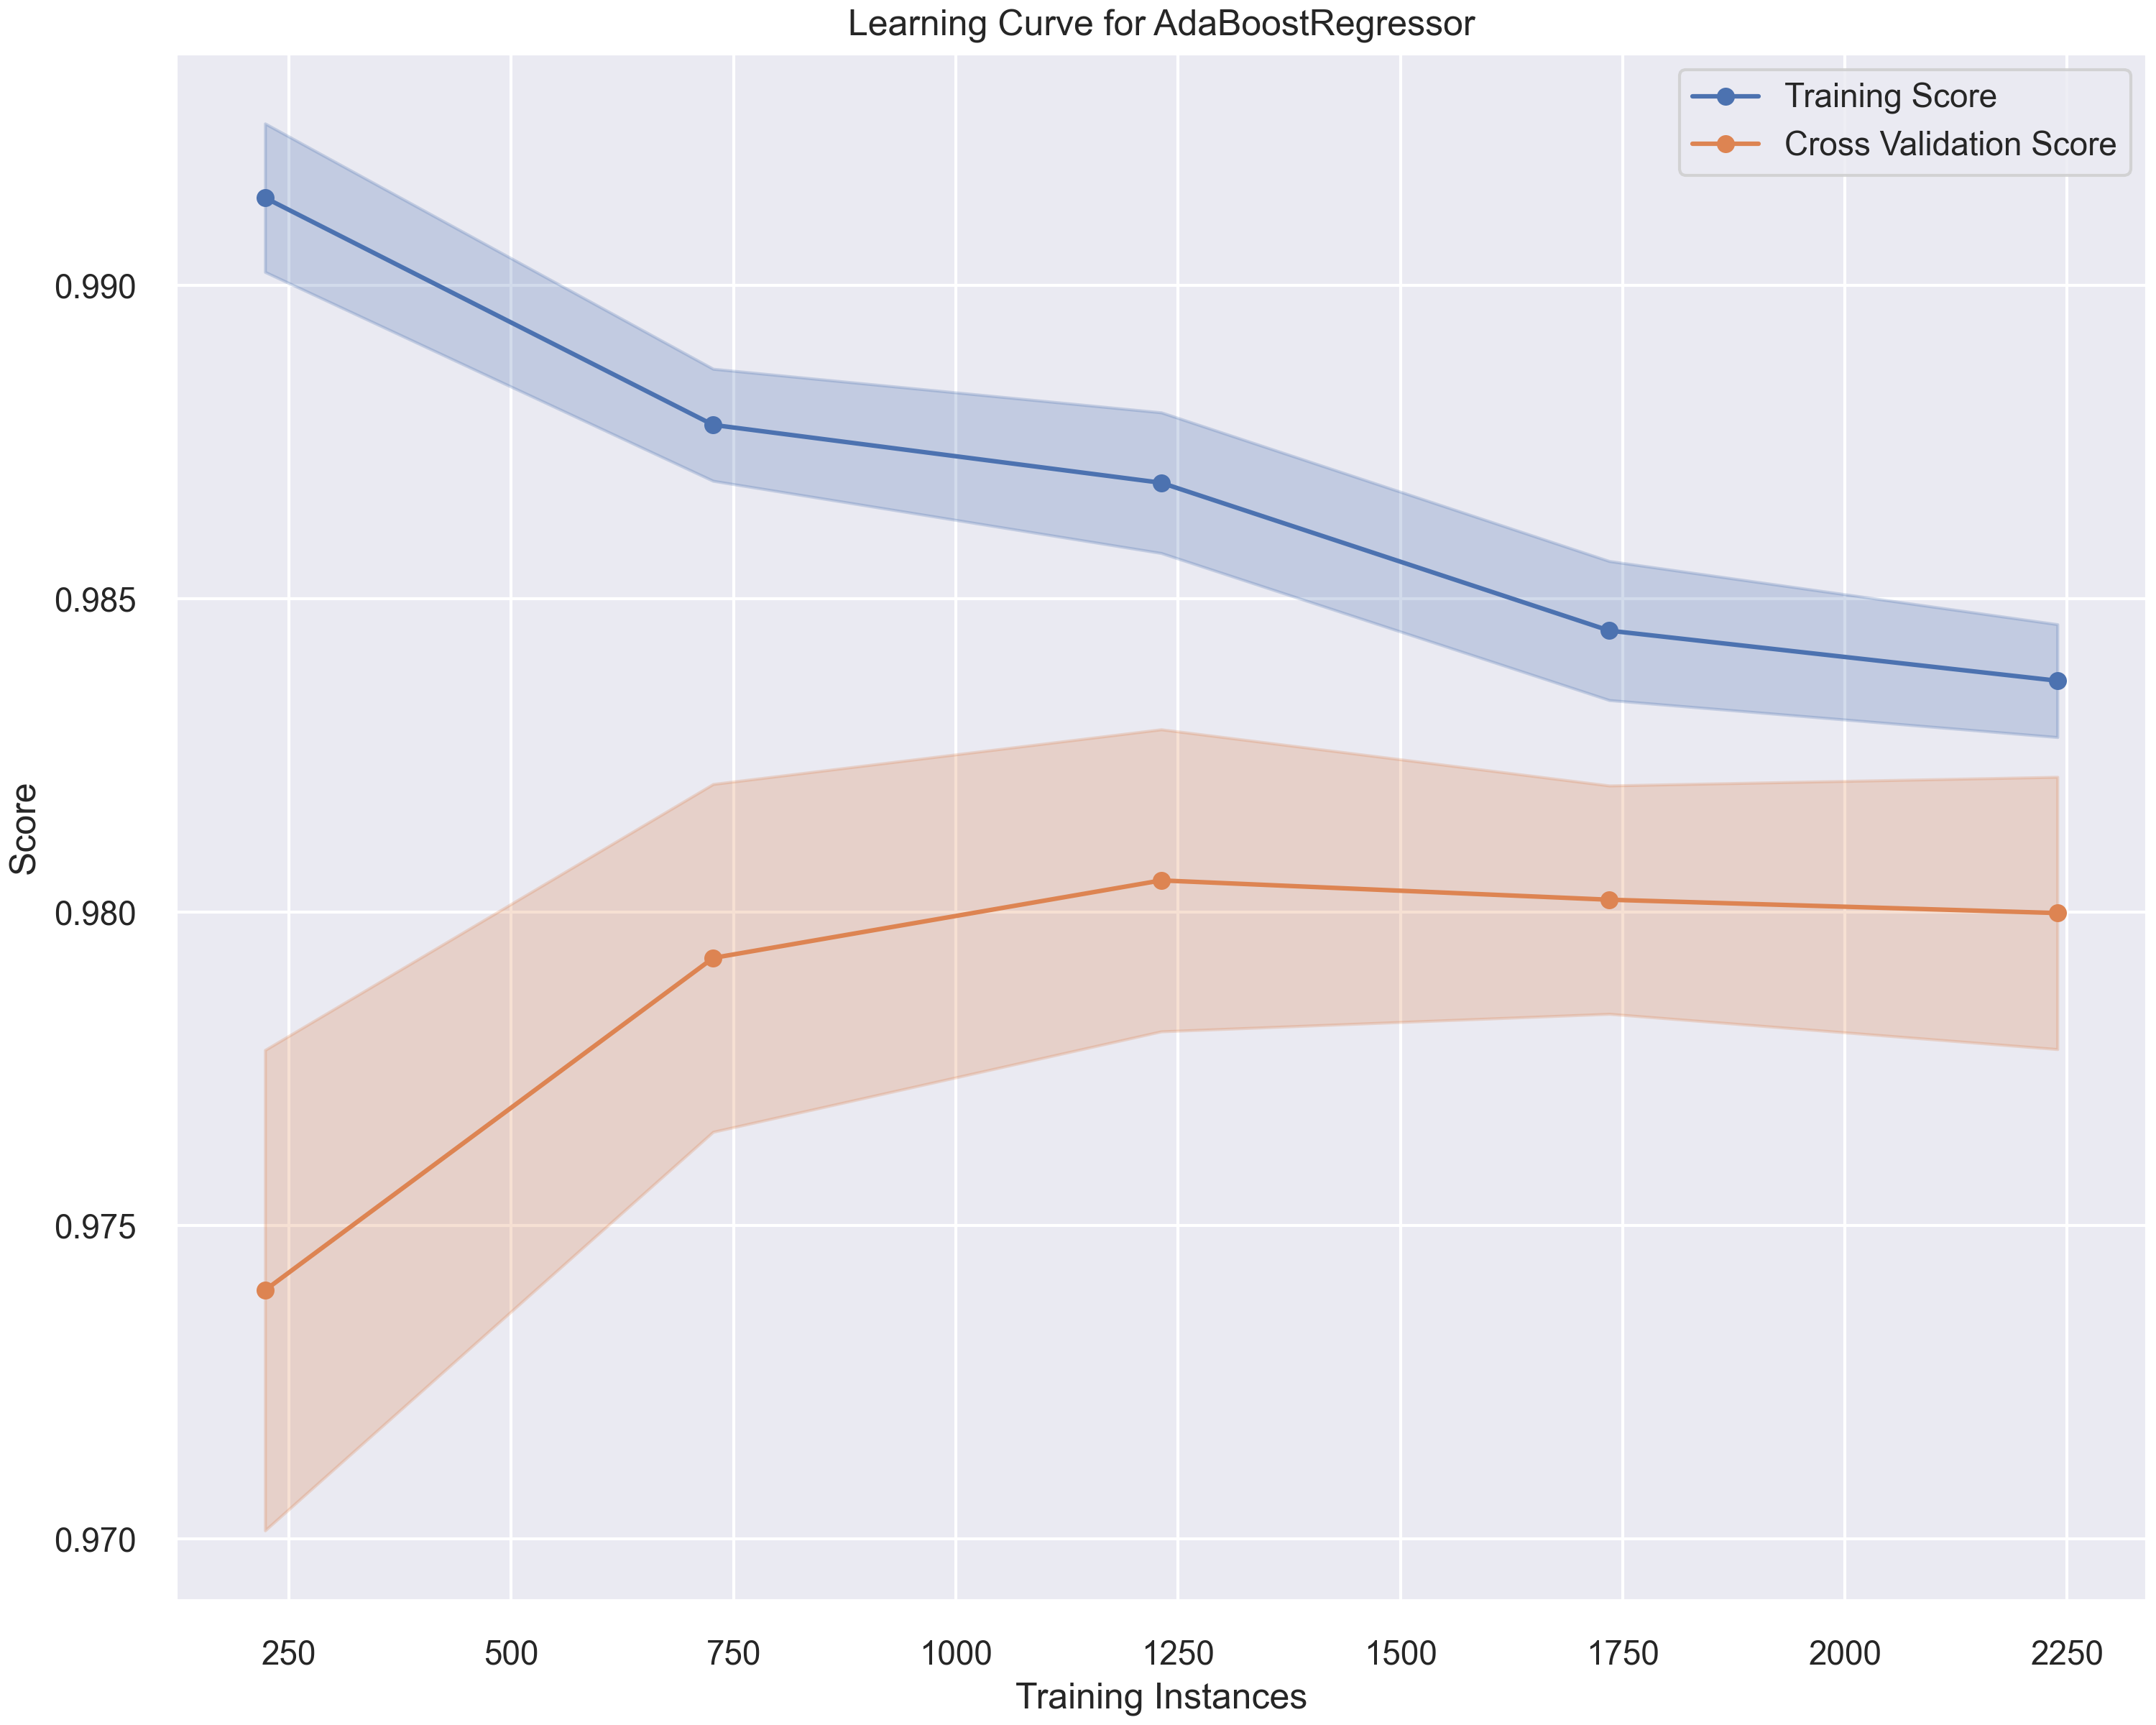 Learning Curve for AdaBoostRegressor
Training Score
Cross Validation Score
0.990
0.985
0.980
0.975
0.970
Score
250 500 750 1000 1250 1500 1750 2000 2250
Training Instances